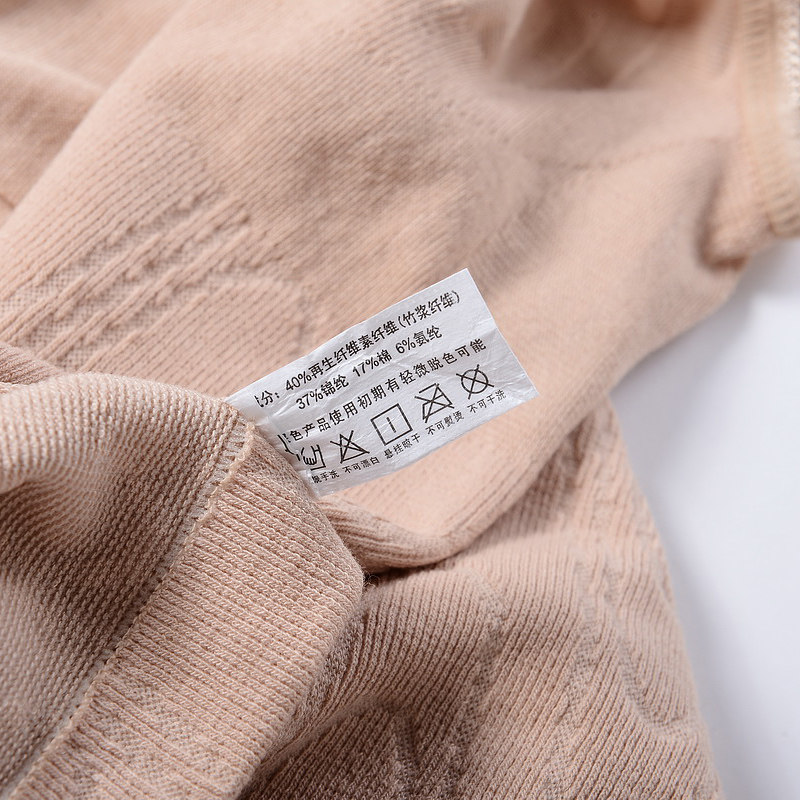 分: 40%再生纤维素纤维(竹浆纤维)
37%锦纶 17%棉 6%氨纶
色产品使用初期有轻微脱色可能
手洗 不可漂白 悬挂晾干 不可熨烫 不可干洗